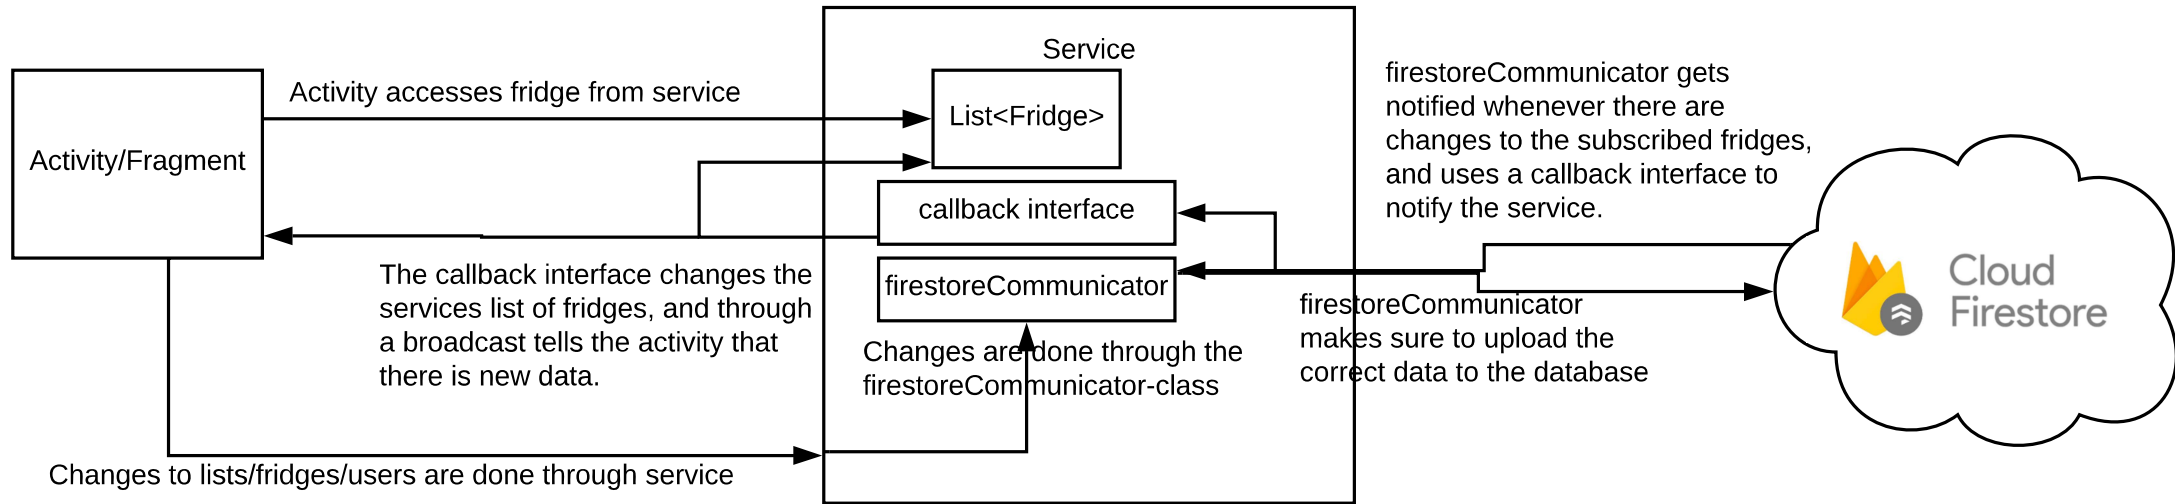 Service
Activity/Fragment
Activity accesses fridge from service
List<Fridge>
callback interface
firestoreCommunicator
The callback interface changes the
services list of fridges, and through
a broadcast tells the activity that
there is new data.
Changes are done through the
firestoreCommunicator-class
Changes to lists/fridges/users are done through service
firestoreCommunicator gets
notified whenever there are
changes to the subscribed fridges,
and uses a callback interface to
notify the service.
firestoreCommunicator
makes sure to upload the
correct data to the database
Cloud
Firestore